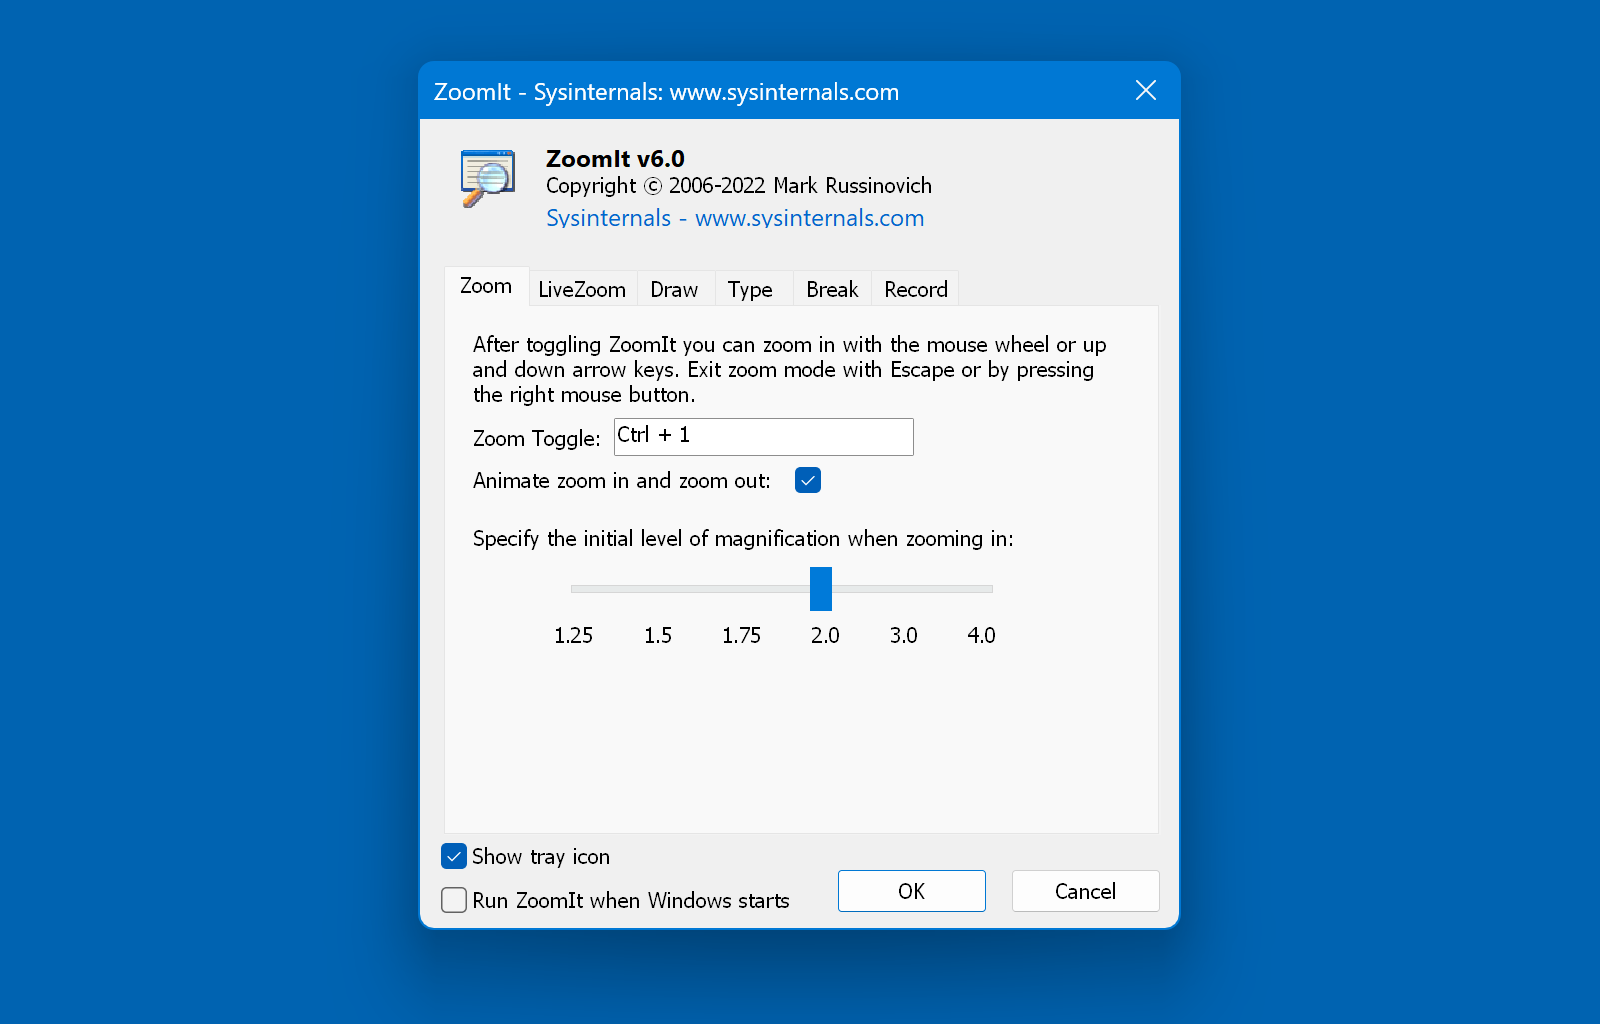 ZoomIt - Sysinternals: www.sysinternals.com
ZoomIt v6.0
Copyright © 2006-2022 Mark Russinovich
Sysinternals - www.sysinternals.com
Zoom LiveZoom Draw Type Break Record
After toggling ZoomIt you can zoom in with the mouse wheel or up
and down arrow keys. Exit zoom mode with Escape or by pressing
the right mouse button.
Zoom Toggle: Ctrl + 1
Animate zoom in and zoom out:
Specify the initial level of magnification when zooming in:
1.25 1.5 1.75 2.0 3.0 4.0
Show tray icon
Run ZoomIt when Windows starts
OK Cancel